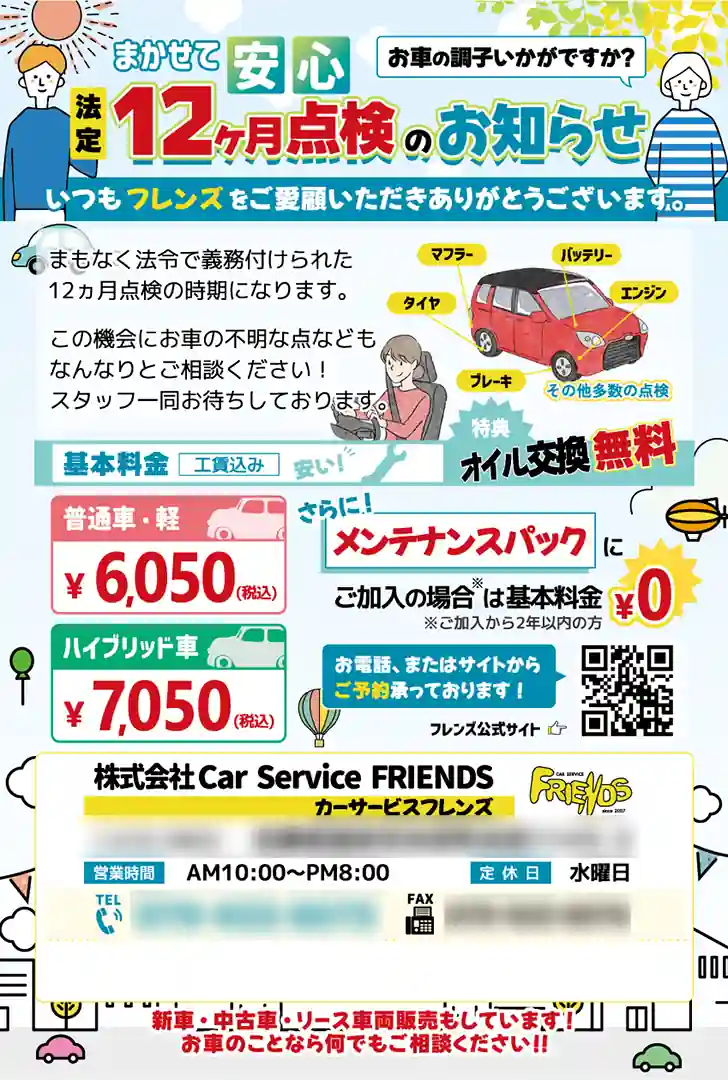 まかせて安心
お車の調子いかがですか?
法定
12ヶ月点検のお知らせ
いつもフレンズをご愛顧いただきありがとうございます。
まもなく法令で義務付けられた
12ヵ月点検の時期になります。
この機会にお車の不明な点なども
なんなりとご相談ください！
スタッフ一同お待ちしております。
マフラー
バッテリー
タイヤ
エンジン
ブレーキ
その他多数の点検
基本料金
工賃込み
安い!
特典
オイル交換無料
普通車・軽
¥6,050(税込)
ハイブリッド車
¥7,050(税込)
さらに!
メンテナンスパックに
ご加入の場合※は基本料金¥0
※ご加入から2年以内の方
お電話、またはサイトから
ご予約承っております！
フレンズ公式サイト
株式会社Car Service FRIENDS
カーサービスフレンズ
CAR SERVICE
FRIENDS
since 2007
営業時間 AM10:00〜PM8:00
定休日 水曜日
TEL
FAX
新車・中古車・リース車両販売もしています！
お車のことなら何でもご相談ください!!